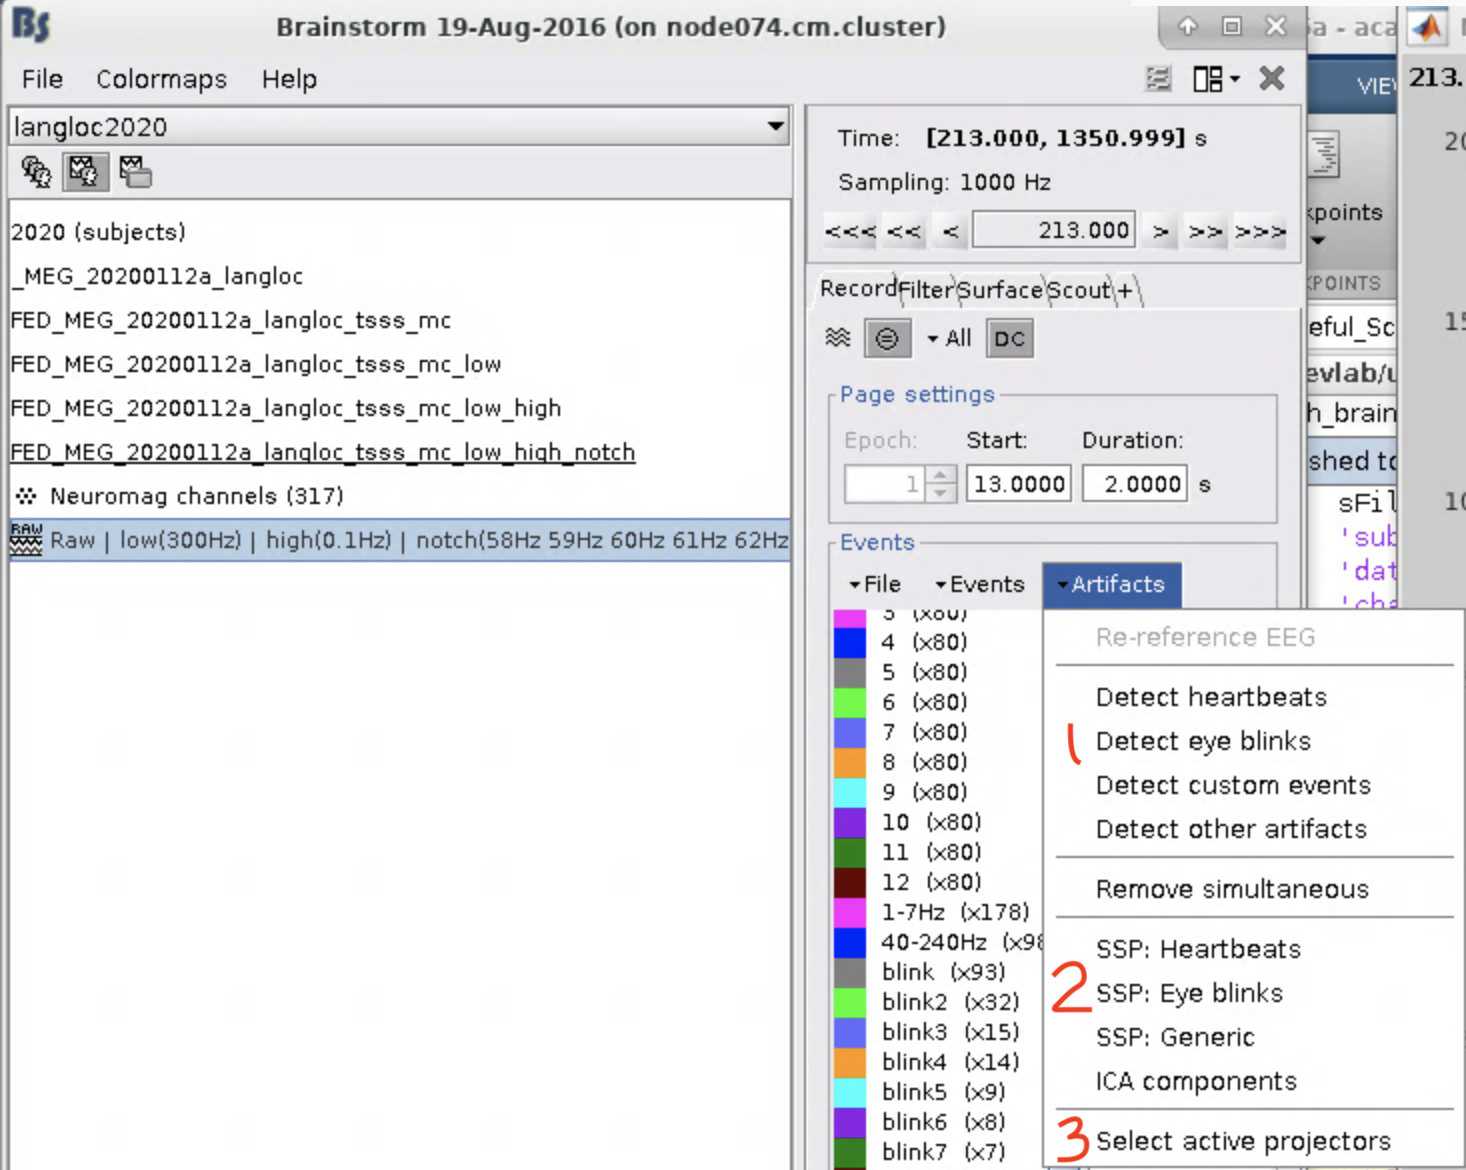 Bs Brainstorm 19-Aug-2016 (on node074.cm.cluster)
File Colormaps Help
langloc2020
2020 (subjects)
_MEG_20200112a_langloc
FED_MEG_20200112a_langloc_tsss_mc
FED_MEG_20200112a_langloc_tsss_mc_low
FED_MEG_20200112a_langloc_tsss_mc_low_high
FED_MEG_20200112a_langloc_tsss_mc_low_high_notch
Neuromag channels (317)
RAW Raw | low(300Hz) | high(0.1Hz) | notch(58Hz 59Hz 60Hz 61Hz 62Hz
Time: [213.000, 1350.999] s
Sampling: 1000 Hz
<<< << < 213.000 > >> >>>
Record Filter Surface Scout +
All DC
Page settings
Epoch: Start: Duration:
1 13.0000 2.0000 s
Events
File Events Artifacts
3 (x80)
4 (x80)
5 (x80)
6 (x80)
7 (x80)
8 (x80)
9 (x80)
10 (x80)
11 (x80)
12 (x80)
1-7Hz (x178)
40-240Hz (x98
blink (x93)
blink2 (x32)
blink3 (x15)
blink4 (x14)
blink5 (x9)
blink6 (x8)
blink7 (x7)
Re-reference EEG
Detect heartbeats
1 Detect eye blinks
Detect custom events
Detect other artifacts
Remove simultaneous
SSP: Heartbeats
2 SSP: Eye blinks
SSP: Generic
ICA components
3 Select active projectors
a - aca
VIE
213.
20
kpoints
KPOINTS
eful_Sc
15
evlab/u
h_brain
shed to
sFil
10
'sub
'dat
'cha